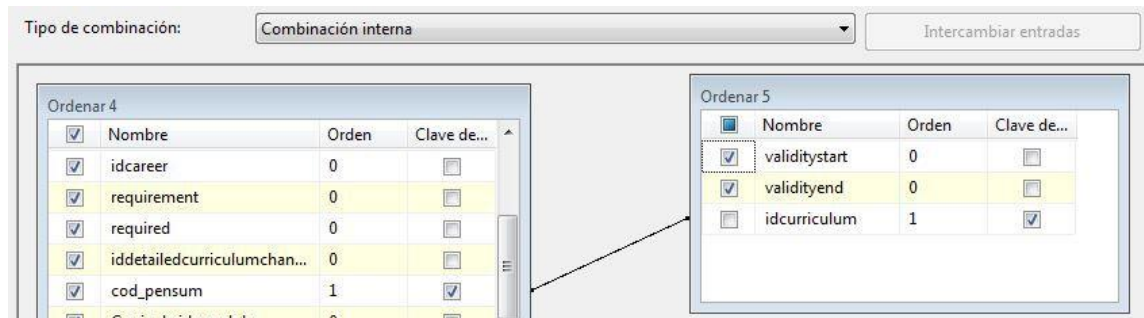 Tipo de combinación: Combinación interna Intercambiar entradas
Ordenar 4
Nombre Orden Clave de...
idcareer 0
requirement 0
required 0
iddetailedcurriculumchan... 0
cod_pensum 1
0
Ordenar 5
Nombre Orden Clave de...
validitystart 0
validityend 0
idcurriculum 1